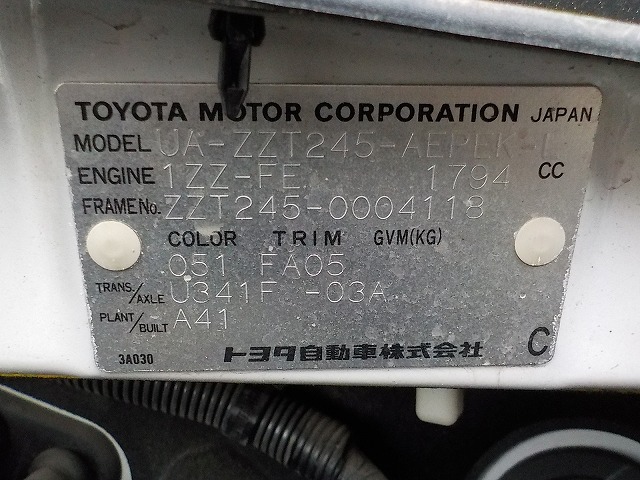 TOYOTA MOTOR CORPORATION JAPAN
MODEL UA-ZZT245-AEPEK-
ENGINE 1ZZ-FE 1794 CC
FRAME No. ZZT245-0004118
COLOR TRIM GVM(KG)
051 FA05
TRANS./AXLE U341F -03A
PLANT/BUILT A41
3A030 トヨタ自動車株式会社 C